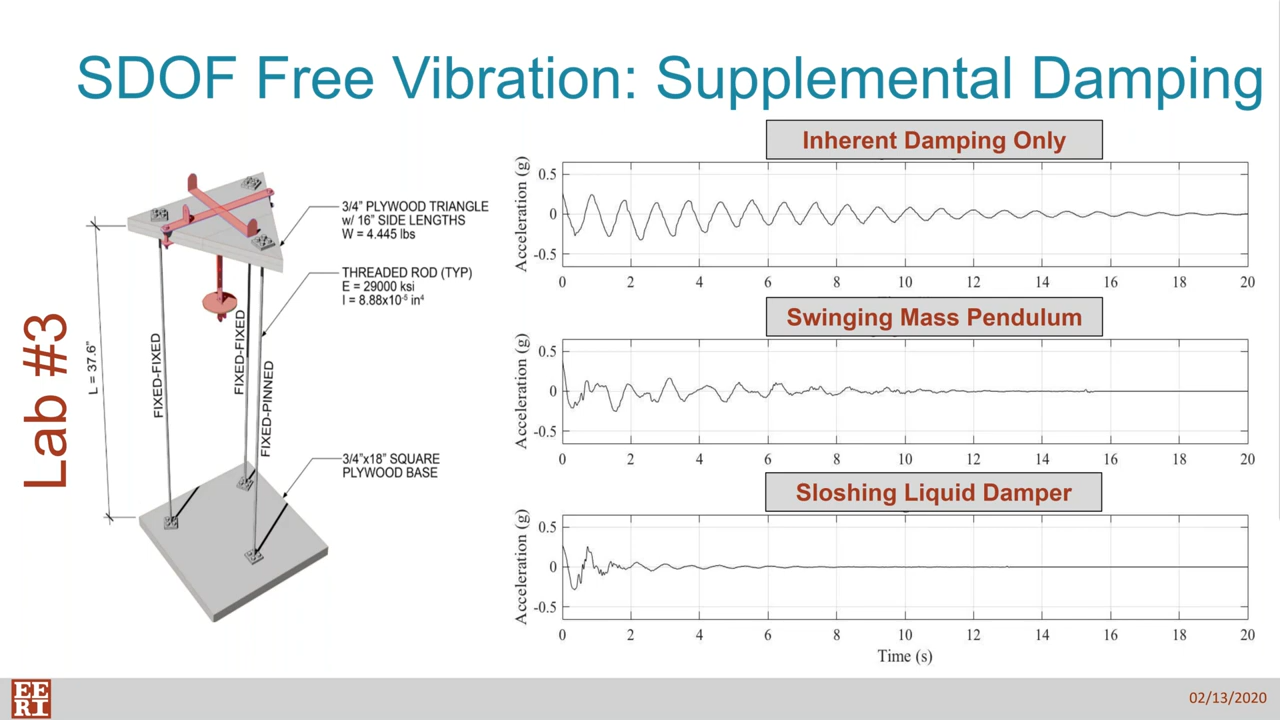 SDOF Free Vibration: Supplemental Damping
Lab #3
L = 37.6"
FIXED-FIXED
FIXED-FIXED
FIXED-PINNED
3/4" PLYWOOD TRIANGLE
w/ 16" SIDE LENGTHS
W = 4.445 lbs
THREADED ROD (TYP)
E = 29000 ksi
I = 8.88x10⁻⁵ in⁴
3/4"x18" SQUARE
PLYWOOD BASE
Inherent Damping Only
Acceleration (g)
0.5
0
-0.5
0 2 4 6 8 10 12 14 16 18 20
Swinging Mass Pendulum
Acceleration (g)
0.5
0
-0.5
0 2 4 6 8 10 12 14 16 18 20
Sloshing Liquid Damper
Acceleration (g)
0.5
0
-0.5
0 2 4 6 8 10 12 14 16 18 20
Time (s)
EE
RI
02/13/2020